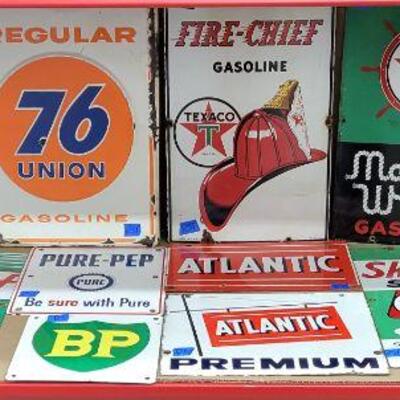 REGULAR
76
UNION
GASOLINE
FIRE-CHIEF
GASOLINE
TEXACO
T
PURE-PEP
PURE
Be sure with Pure
ATLANTIC
BP
ATLANTIC
PREMIUM